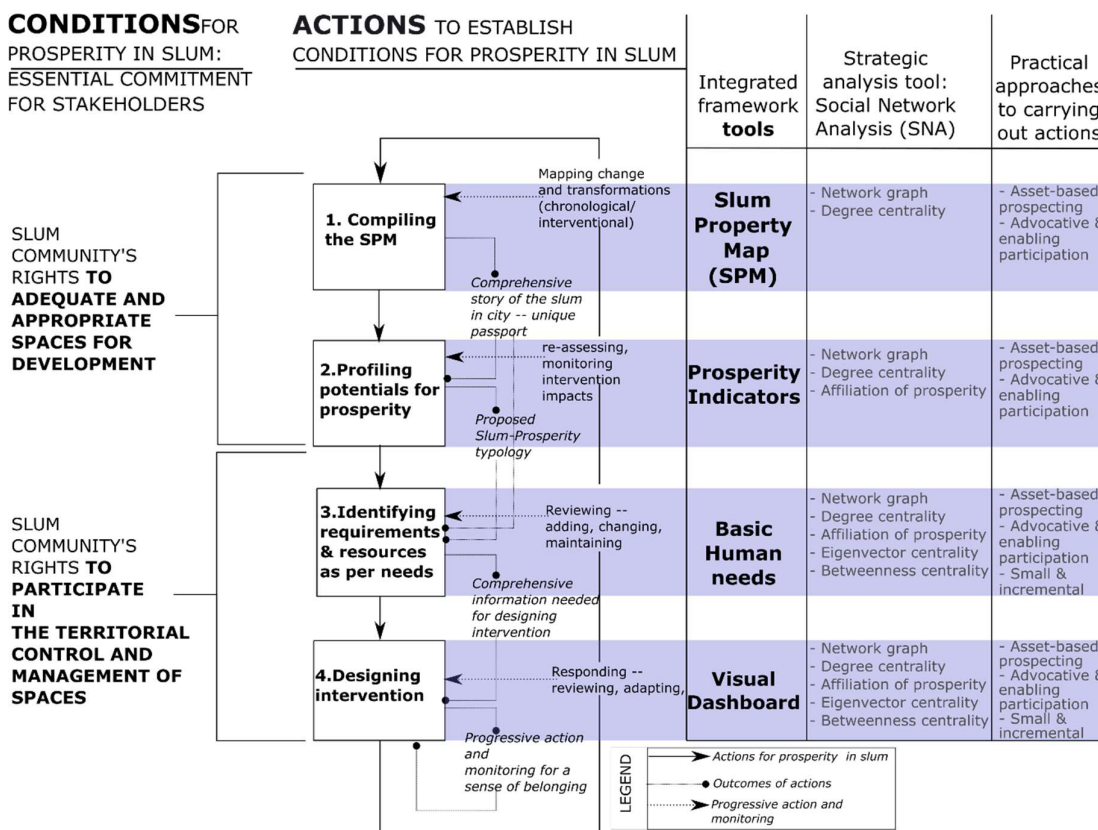 CONDITIONS FOR
PROSPERITY IN SLUM:
ESSENTIAL COMMITMENT
FOR STAKEHOLDERS
ACTIONS TO ESTABLISH
CONDITIONS FOR PROSPERITY IN SLUM
Integrated
framework
tools
Strategic
analysis tool:
Social Network
Analysis (SNA)
Practical
approaches
to carrying
out actions
SLUM
COMMUNITY'S
RIGHTS TO
ADEQUATE AND
APPROPRIATE
SPACES FOR
DEVELOPMENT
1. Compiling
the SPM
Mapping change
and transformations
(chronological/
interventional)
Comprehensive
story of the slum
in city -- unique
passport
Slum
Property
Map
(SPM)
- Network graph
- Degree centrality
- Asset-based
prospecting
- Advocative &
enabling
participation
2.Profiling
potentials for
prosperity
re-assessing,
monitoring
intervention
impacts
Proposed
Slum-Prosperity
typology
Prosperity
Indicators
- Network graph
- Degree centrality
- Affiliation of prosperity
- Asset-based
prospecting
- Advocative &
enabling
participation
SLUM
COMMUNITY'S
RIGHTS TO
PARTICIPATE
IN
THE TERRITORIAL
CONTROL AND
MANAGEMENT OF
SPACES
3.Identifying
requirements
& resources
as per needs
Reviewing --
adding, changing,
maintaining
Comprehensive
information needed
for designing
intervention
Basic
Human
needs
- Network graph
- Degree centrality
- Affiliation of prosperity
- Eigenvector centrality
- Betweenness centrality
- Asset-based
prospecting
- Advocative &
enabling
participation
- Small &
incremental
4.Designing
intervention
Responding --
reviewing, adapting,
Progressive action
and
monitoring for a
sense of belonging
Visual
Dashboard
- Network graph
- Degree centrality
- Affiliation of prosperity
- Eigenvector centrality
- Betweenness centrality
- Asset-based
prospecting
- Advocative &
enabling
participation
- Small &
incremental
LEGEND
Actions for prosperity in slum
Outcomes of actions
Progressive action and
monitoring